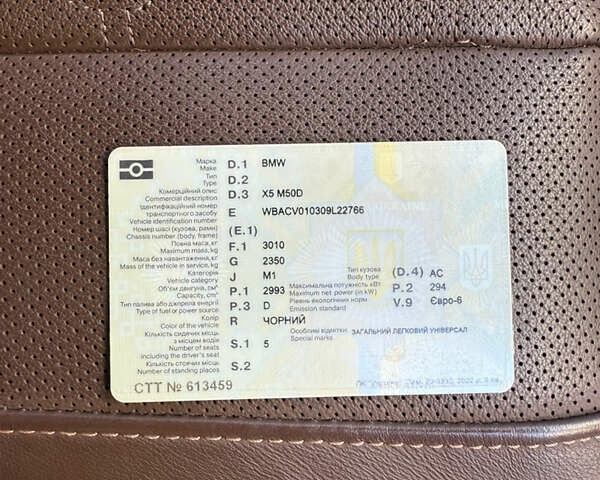 Марка D.1 BMW
Make
Тип D.2
Type
Комерційний опис D.3 X5 M50D
Commercial description
Ідентифікаційний номер
транспортного засобу E WBACV010309L22766
Vehicle identification number
Номер шасі (кузова, рами) (E.1)
Chassis number (body, frame)
Повна маса, кг F.1 3010
Maximum mass, kg
Маса без навантаження, кг G 2350
Mass of the vehicle in service, kg
Категорія J M1 Тип кузова (D.4) AC
Vehicle category Body type
Об'єм двигуна, см³ P.1 2993 Максимальна потужність кВт P.2 294
Capacity, cm³ Maximum net power (in kW)
Тип палива або джерела енергії P.3 D Рівень екологічних норм V.9 Євро-6
Type of fuel or power source Emission standard
Колір R ЧОРНИЙ
Color of the vehicle Особливі відмітки ЗАГАЛЬНИЙ ЛЕГКОВИЙ УНІВЕРСАЛ
Кількість сидячих місць Special marks
з місцем водія S.1 5
Number of seats
including the driver's seat
Кількість стоячих місць S.2
Number of standing places
СТТ № 613459